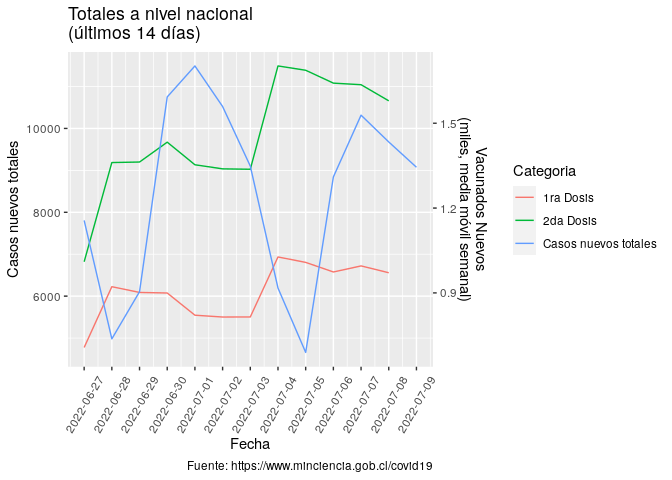 Totales a nivel nacional
(últimos 14 días)
Casos nuevos totales
10000
8000
6000
1.5
1.2
0.9
Vacunados Nuevos
(miles, media móvil semanal)
2022-06-27
2022-06-28
2022-06-29
2022-06-30
2022-07-01
2022-07-02
2022-07-03
2022-07-04
2022-07-05
2022-07-06
2022-07-07
2022-07-08
2022-07-09
Fecha
Categoria
1ra Dosis
2da Dosis
Casos nuevos totales
Fuente: https://www.minciencia.gob.cl/covid19